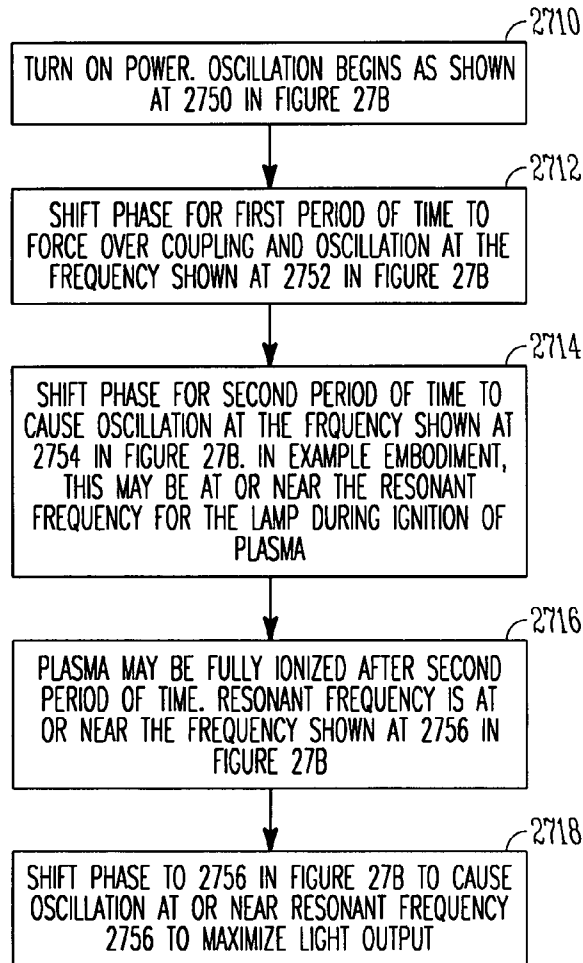 2710
TURN ON POWER. OSCILLATION BEGINS AS SHOWN
AT 2750 IN FIGURE 27B
2712
SHIFT PHASE FOR FIRST PERIOD OF TIME TO
FORCE OVER COUPLING AND OSCILLATION AT THE
FREQUENCY SHOWN AT 2752 IN FIGURE 27B
2714
SHIFT PHASE FOR SECOND PERIOD OF TIME TO
CAUSE OSCILLATION AT THE FRQUENCY SHOWN AT
2754 IN FIGURE 27B. IN EXAMPLE EMBODIMENT,
THIS MAY BE AT OR NEAR THE RESONANT
FREQUENCY FOR THE LAMP DURING IGNITION OF
PLASMA
2716
PLASMA MAY BE FULLY IONIZED AFTER SECOND
PERIOD OF TIME. RESONANT FREQUENCY IS AT
OR NEAR THE FREQUENCY SHOWN AT 2756 IN
FIGURE 27B
2718
SHIFT PHASE TO 2756 IN FIGURE 27B TO CAUSE
OSCILLATION AT OR NEAR RESONANT FREQUENCY
2756 TO MAXIMIZE LIGHT OUTPUT